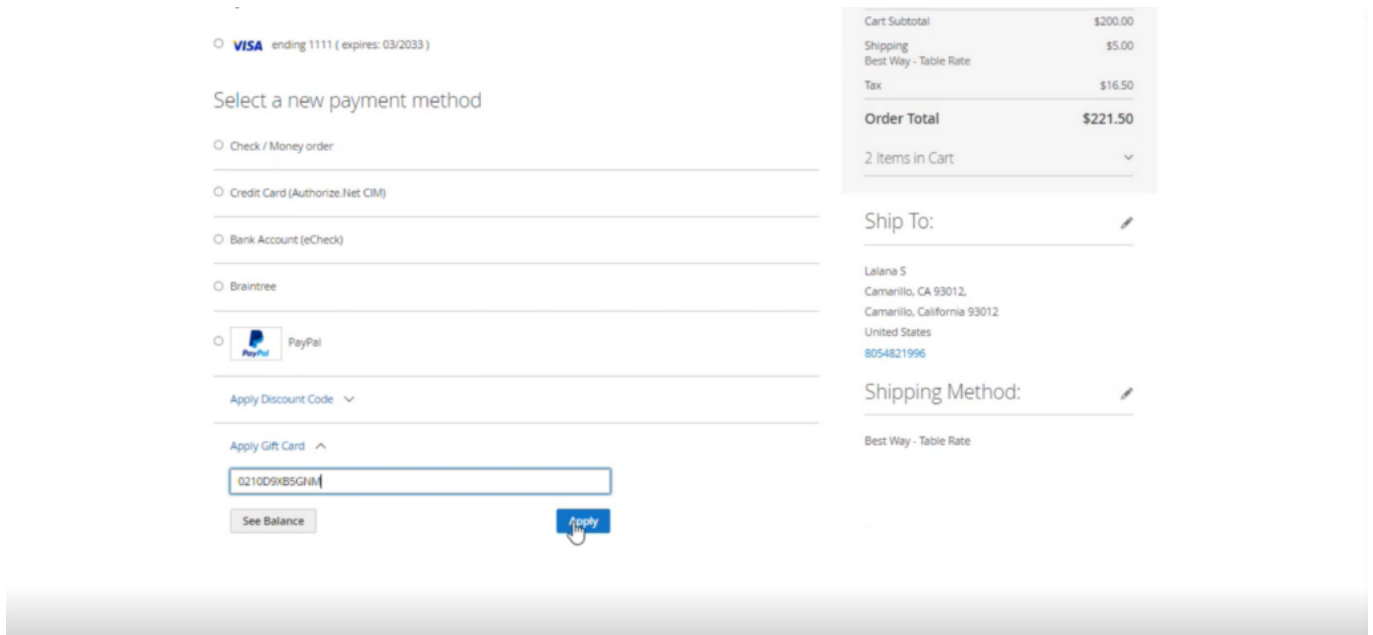 VISA ending 1111 ( expires: 03/2033 )
Select a new payment method
Check / Money order
Credit Card (Authorize.Net CIM)
Bank Account (eCheck)
Braintree
PayPal PayPal
Apply Discount Code
Apply Gift Card
0210D9XB5GNM
See Balance
Apply
Cart Subtotal $200.00
Shipping $5.00
Best Way - Table Rate
Tax $16.50
Order Total $221.50
2 Items in Cart
Ship To:
Lalana S
Camarillo, CA 93012,
Camarillo, California 93012
United States
8054821996
Shipping Method:
Best Way - Table Rate